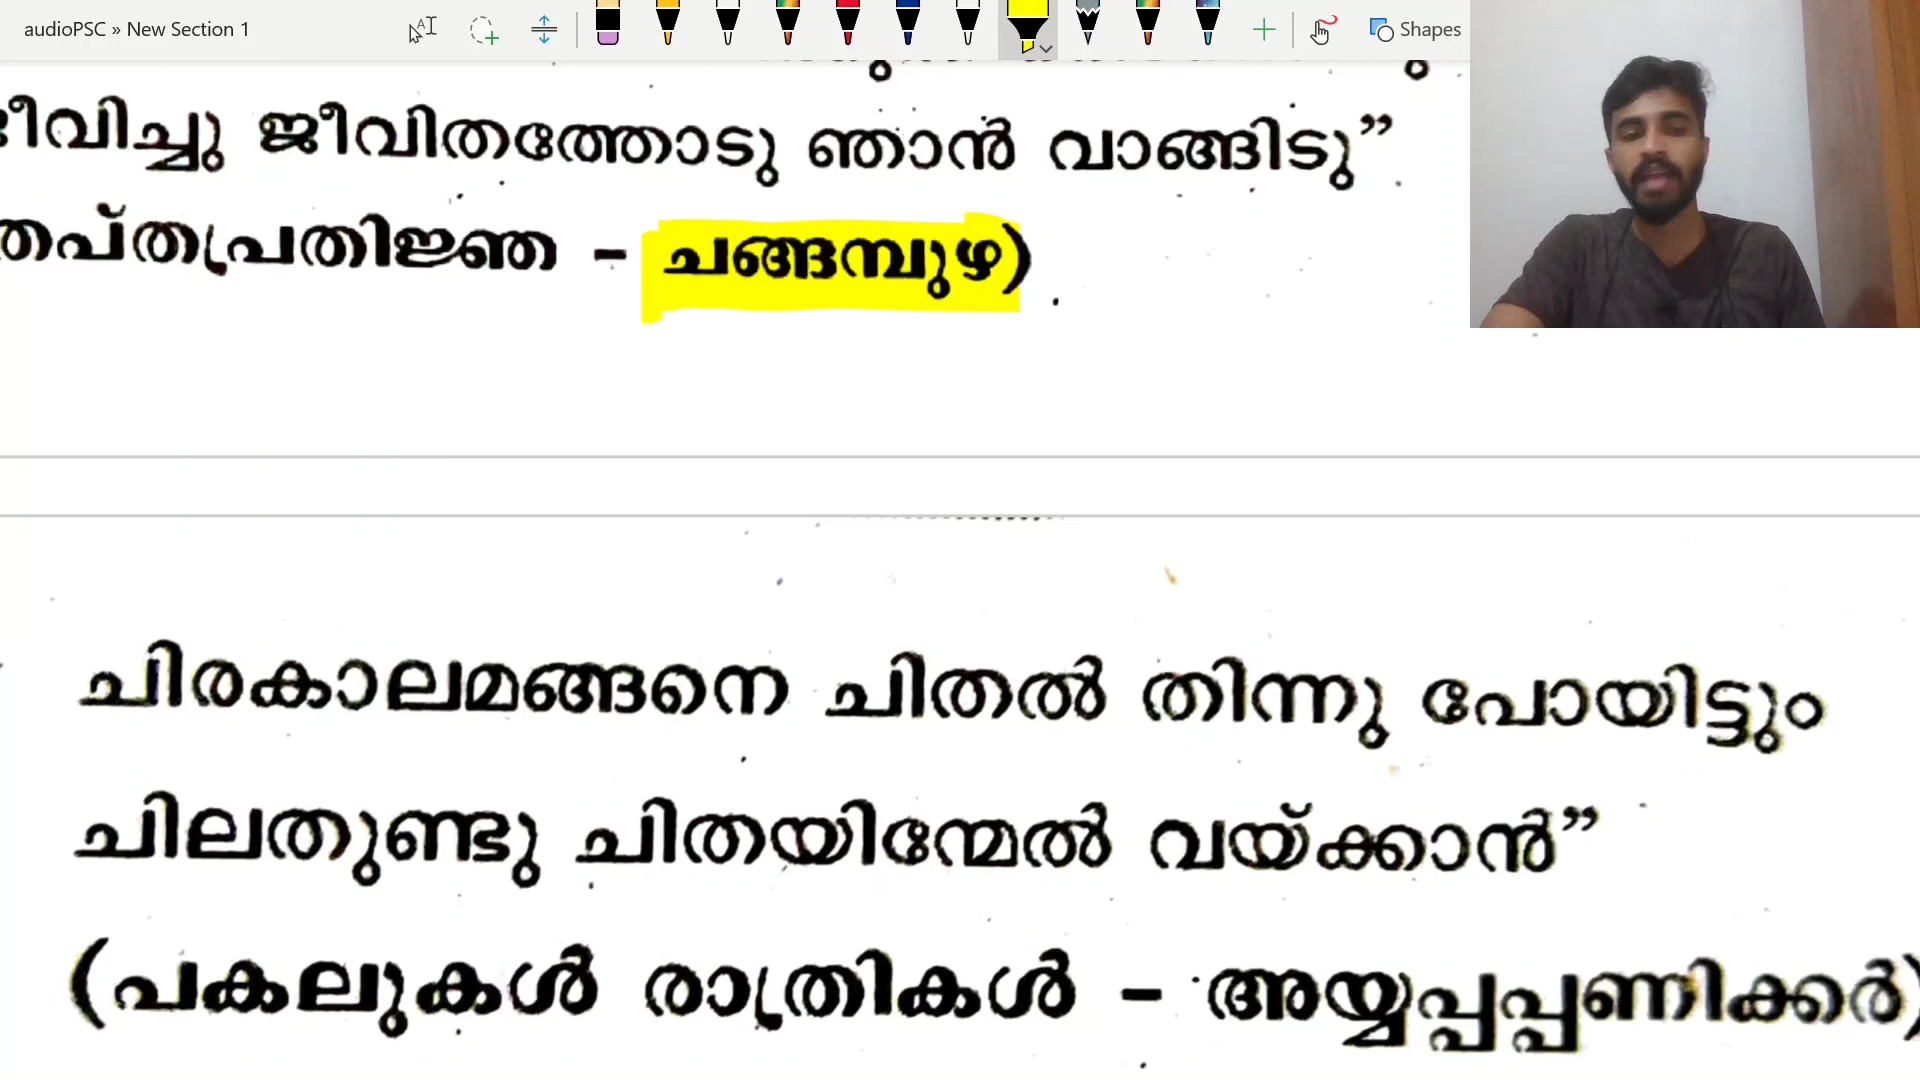 audioPSC » New Section 1
Shapes
ജീവിച്ചു ജീവിതത്തോടു ഞാൻ വാങ്ങിടു”
തപ്തപ്രതിജ്ഞ – ചങ്ങമ്പുഴ)
ചിരകാലമങ്ങനെ ചിതൽ തിന്നു പോയിട്ടും
ചിലതുണ്ടു ചിതയിന്മേൽ വയ്ക്കാൻ”
(പകലുകൾ രാത്രികൾ – അയ്യപ്പപ്പണിക്കർ)